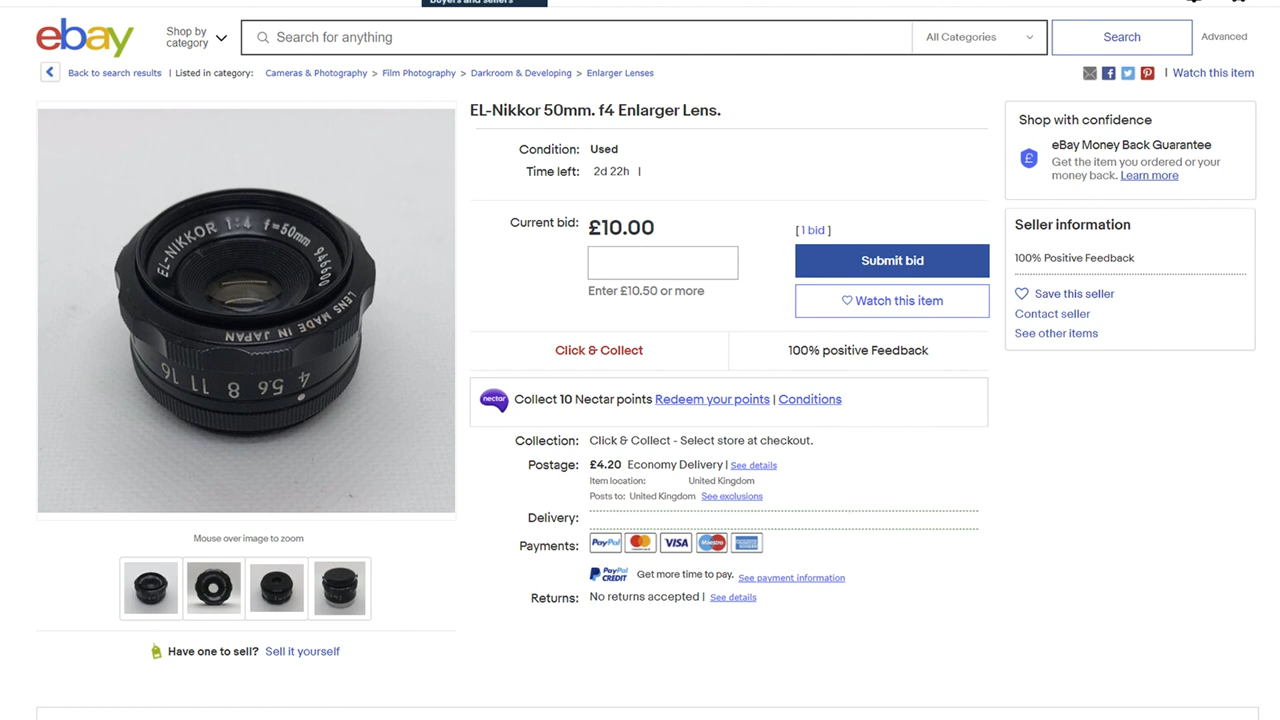 buyers and sellers
ebay
Shop by category
Search for anything
All Categories
Search
Advanced
Back to search results | Listed in category: Cameras & Photography > Film Photography > Darkroom & Developing > Enlarger Lenses
| Watch this item
EL-NIKKOR 1:4 f=50mm 946600
LENS MADE IN JAPAN
4 5.6 8 11 16
Mouse over image to zoom
Have one to sell? Sell it yourself
EL-Nikkor 50mm. f4 Enlarger Lens.
Condition: Used
Time left: 2d 22h |
Current bid: £10.00
[ 1 bid ]
Submit bid
Enter £10.50 or more
Watch this item
Click & Collect
100% positive Feedback
nectar Collect 10 Nectar points Redeem your points | Conditions
Collection: Click & Collect - Select store at checkout.
Postage: £4.20 Economy Delivery | See details
Item location: United Kingdom
Posts to: United Kingdom See exclusions
Delivery:
Payments: PayPal VISA Maestro
PayPal CREDIT Get more time to pay. See payment information
Returns: No returns accepted | See details
Shop with confidence
eBay Money Back Guarantee
£ Get the item you ordered or your
money back. Learn more
Seller information
100% Positive Feedback
Save this seller
Contact seller
See other items